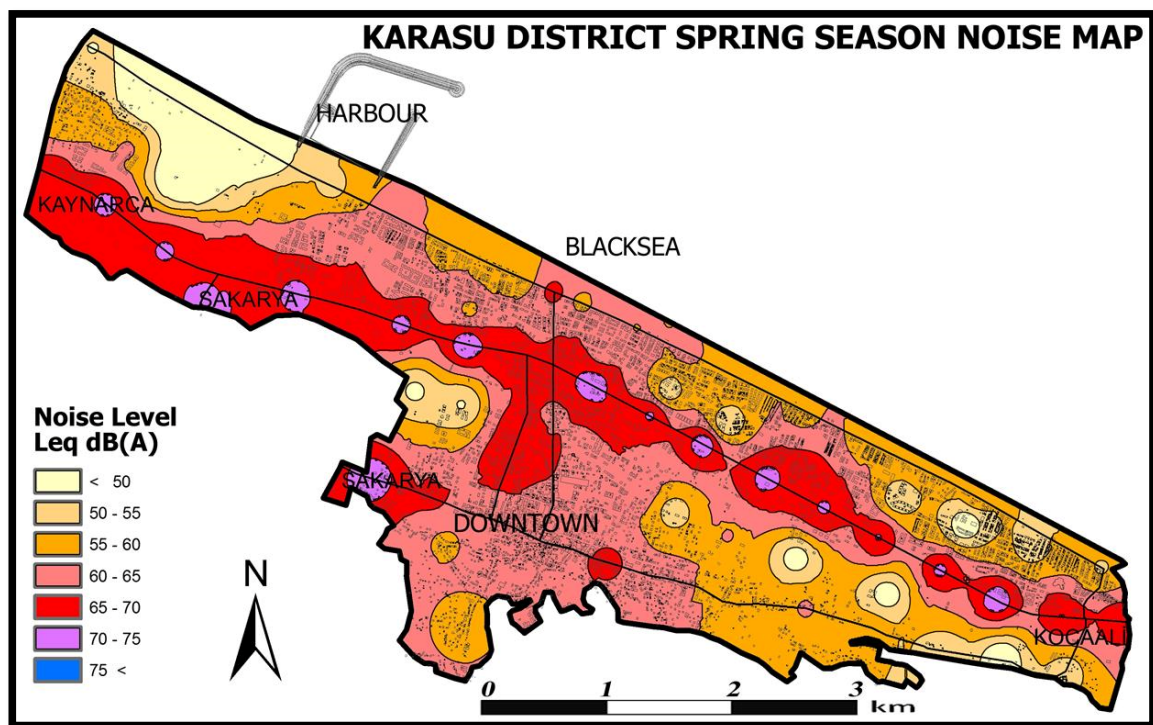 KARASU DISTRICT SPRING SEASON NOISE MAP
HARBOUR
KAYNARCA
BLACKSEA
SAKARYA
Noise Level
Leq dB(A)
< 50
50 - 55
55 - 60
60 - 65
65 - 70
70 - 75
75 <
SAKARYA
DOWNTOWN
N
KOCAALİ
0 1 2 3
km